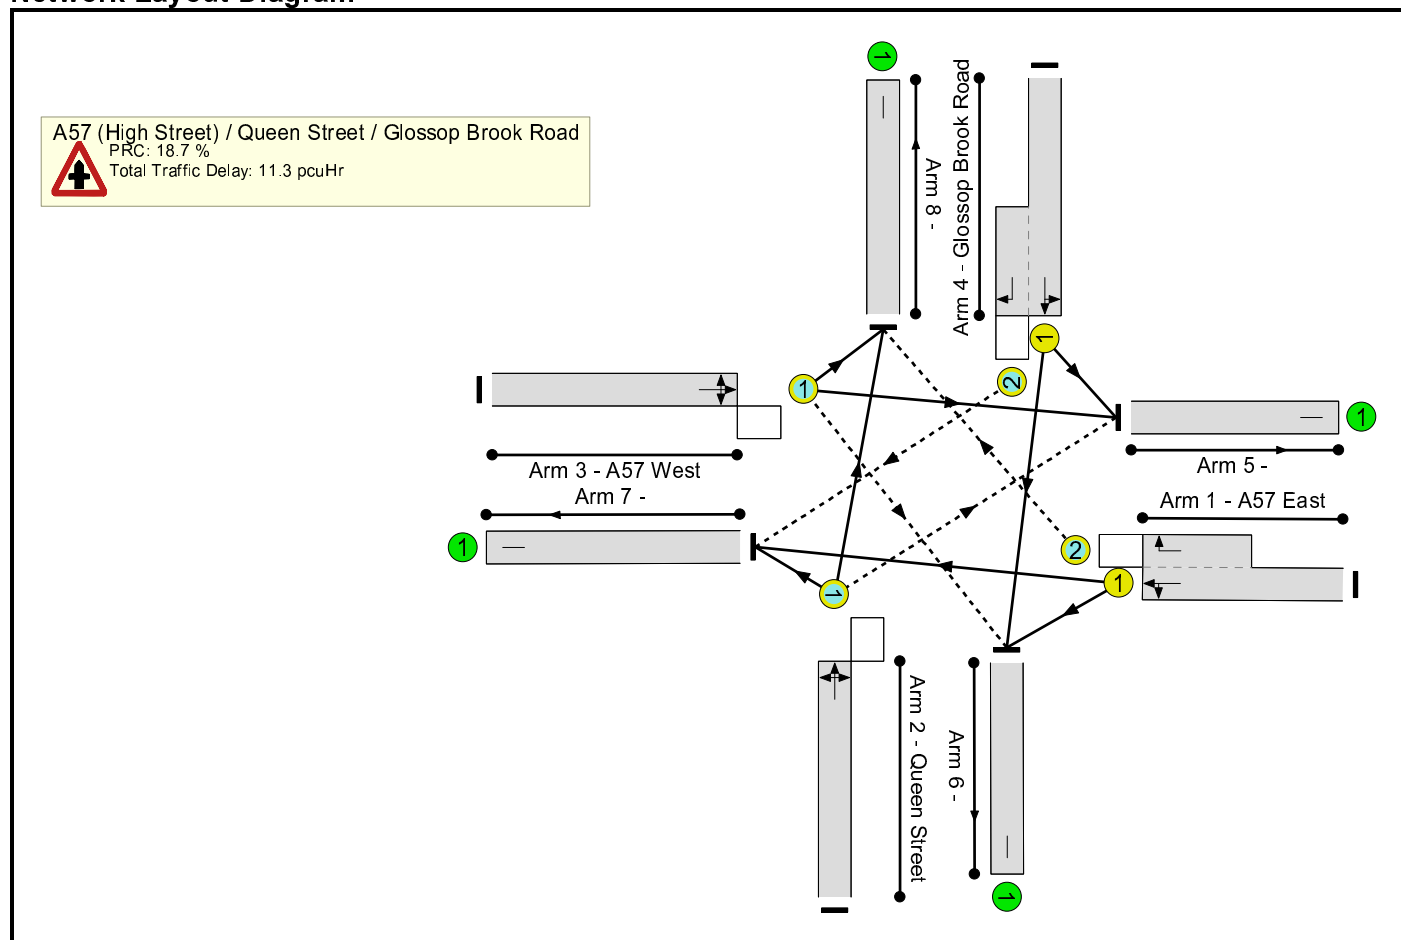 Network Layout Diagram
A57 (High Street) / Queen Street / Glossop Brook Road
PRC: 18.7 %
Total Traffic Delay: 11.3 pcuHr
1
Arm 8 -
Arm 4 - Glossop Brook Road
1
2
1
Arm 3 - A57 West
Arm 7 -
1
1
Arm 5 -
Arm 1 - A57 East
2
1
1
Arm 2 - Queen Street
Arm 6 -
1